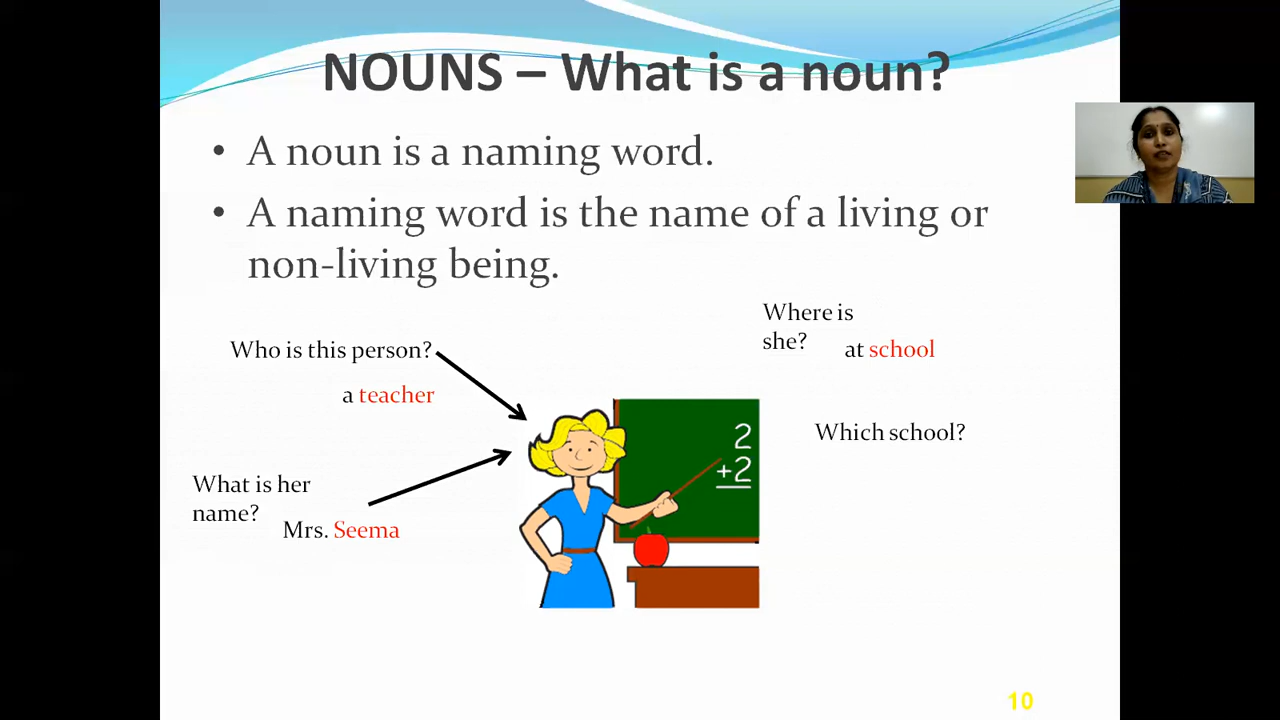 NOUNS – What is a noun?
• A noun is a naming word.
• A naming word is the name of a living or
non-living being.
Who is this person?
a teacher
What is her
name?
Mrs. Seema
Where is
she?
at school
Which school?
2
+2
10